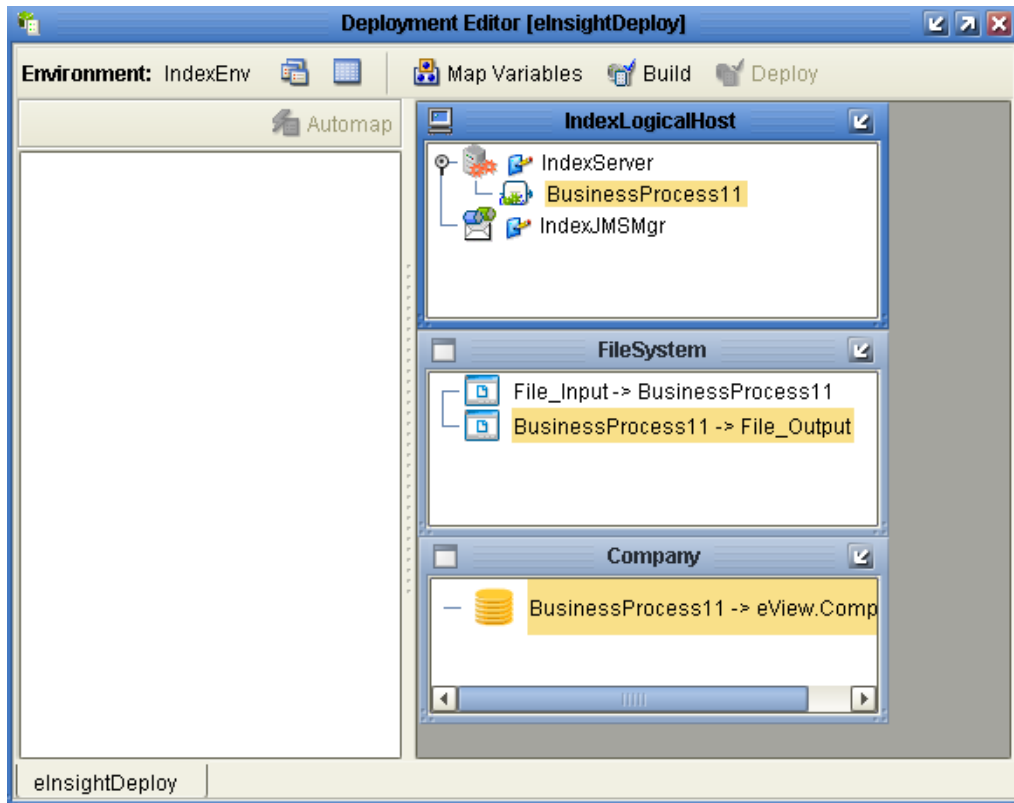 Deployment Editor [eInsightDeploy]
Environment: IndexEnv Map Variables Build Deploy
Automap
IndexLogicalHost
IndexServer
BusinessProcess11
IndexJMSMgr
FileSystem
File_Input -> BusinessProcess11
BusinessProcess11 -> File_Output
Company
BusinessProcess11 -> eView.Comp
eInsightDeploy